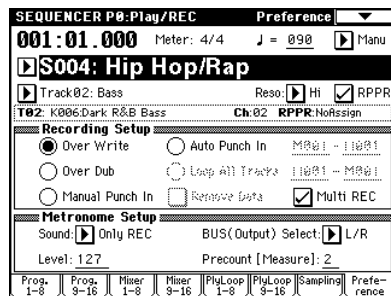 SEQUENCER P0:Play/REC Preference
001:01.000 Meter: 4/4 ♩ = 090 Manu
S004: Hip Hop/Rap
Track02: Bass Reso: Hi RPPR
T02: K006:Dark R&B Bass Ch:02 RPPR:NoAssign
Recording Setup
Over Write Auto Punch In M001 - M001
Over Dub Loop All Tracks M001 - M001
Manual Punch In Remove Data Multi REC
Metronome Setup
Sound: Only REC BUS(Output) Select: L/R
Level: 127 Precount [Measure]: 2
Prog. 1-8 Prog. 9-16 Mixer 1-8 Mixer 9-16 PlyLoop 1-8 PlyLoop 9-16 Sampling Prefe-rence